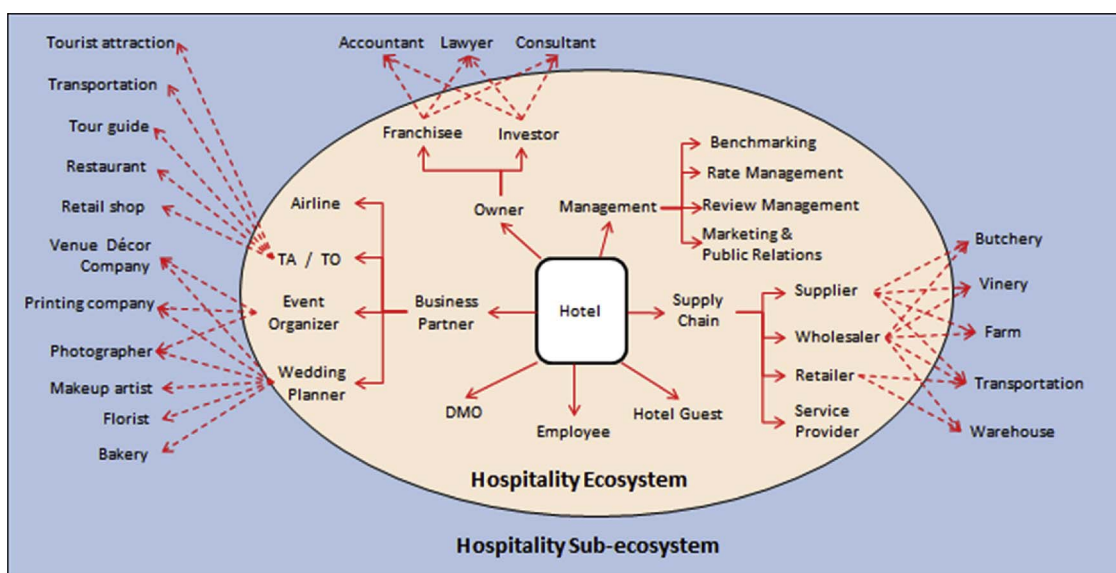 Tourist attraction
Transportation
Tour guide
Restaurant
Retail shop
Venue Décor
Company
Printing company
Photographer
Makeup artist
Florist
Bakery
Accountant
Lawyer
Consultant
Franchisee
Investor
Owner
Management
Benchmarking
Rate Management
Review Management
Marketing &
Public Relations
Airline
TA / TO
Event
Organizer
Wedding
Planner
Business
Partner
Hotel
Supply
Chain
Supplier
Wholesaler
Retailer
Service
Provider
DMO
Employee
Hotel Guest
Butchery
Vinery
Farm
Transportation
Warehouse
Hospitality Ecosystem
Hospitality Sub-ecosystem